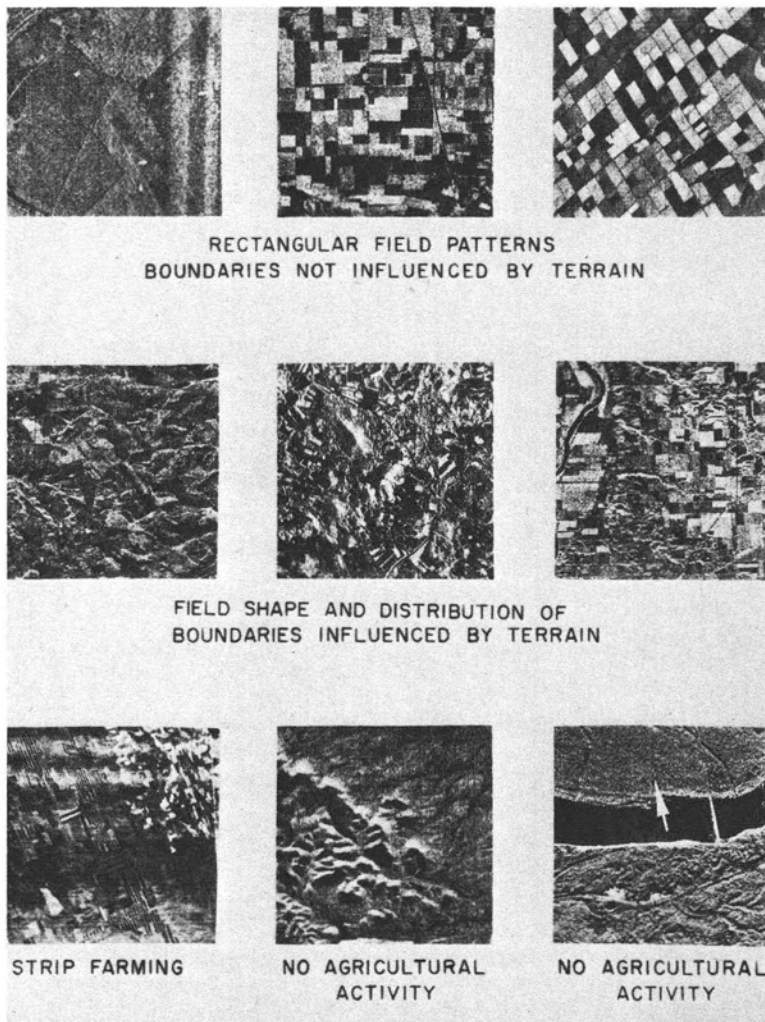 RECTANGULAR FIELD PATTERNS
BOUNDARIES NOT INFLUENCED BY TERRAIN
FIELD SHAPE AND DISTRIBUTION OF
BOUNDARIES INFLUENCED BY TERRAIN
STRIP FARMING
NO AGRICULTURAL
ACTIVITY
NO AGRICULTURAL
ACTIVITY